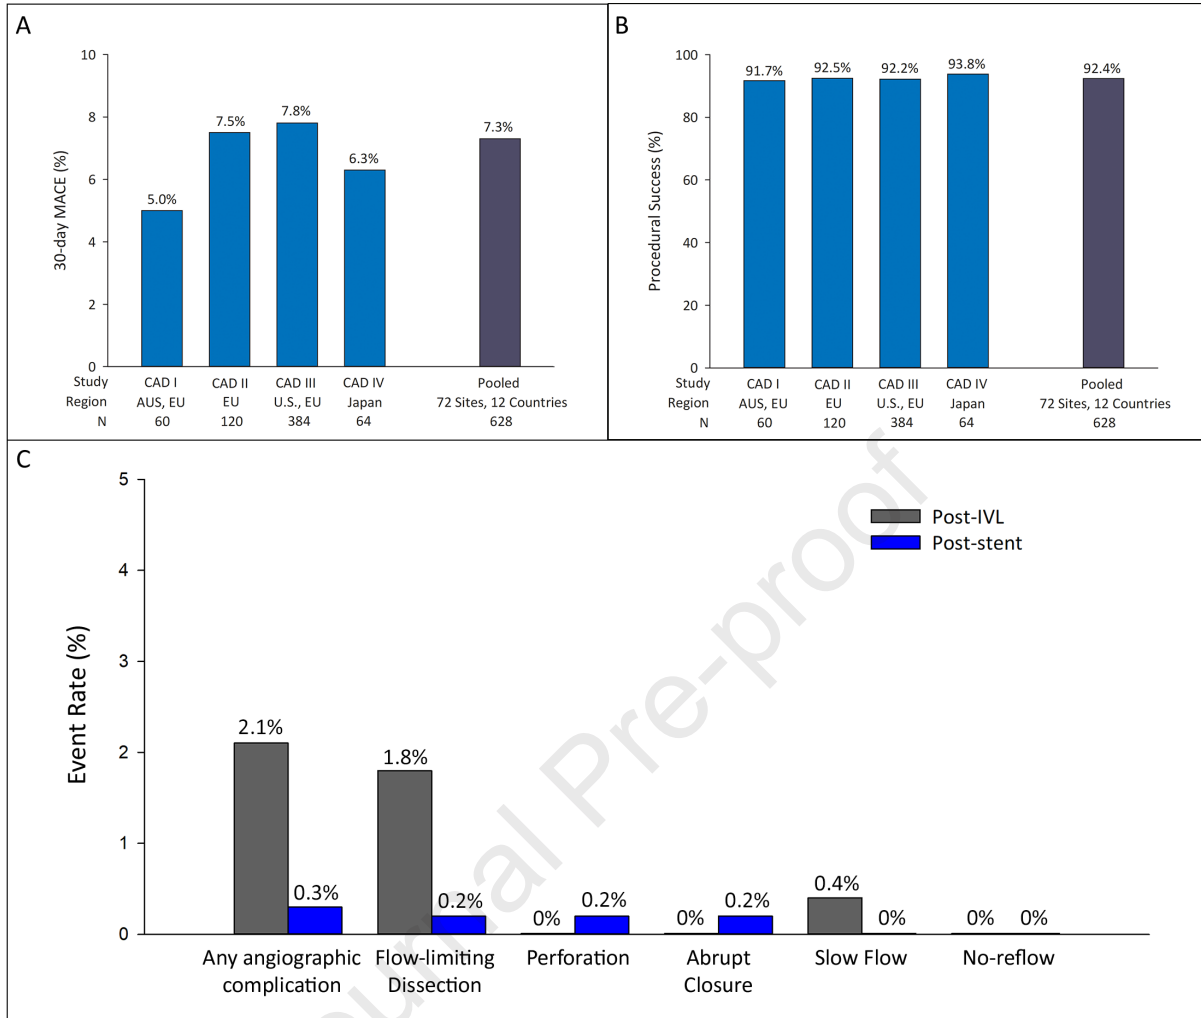 A
10
8
6
4
2
0
30-day MACE (%)
5.0%
7.5%
7.8%
6.3%
7.3%
Study CAD I CAD II CAD III CAD IV Pooled
Region AUS, EU EU U.S., EU Japan 72 Sites, 12 Countries
N 60 120 384 64 628
B
100
80
60
40
20
0
Procedural Success (%)
91.7%
92.5%
92.2%
93.8%
92.4%
Study CAD I CAD II CAD III CAD IV Pooled
Region AUS, EU EU U.S., EU Japan 72 Sites, 12 Countries
N 60 120 384 64 628
C
5
4
3
2
1
0
Event Rate (%)
Post-IVL
Post-stent
2.1%
0.3%
1.8%
0.2%
0%
0.2%
0%
0.2%
0.4%
0%
0%
0%
Any angiographic
complication
Flow-limiting
Dissection
Perforation
Abrupt
Closure
Slow Flow
No-reflow
urnal Pre-proof